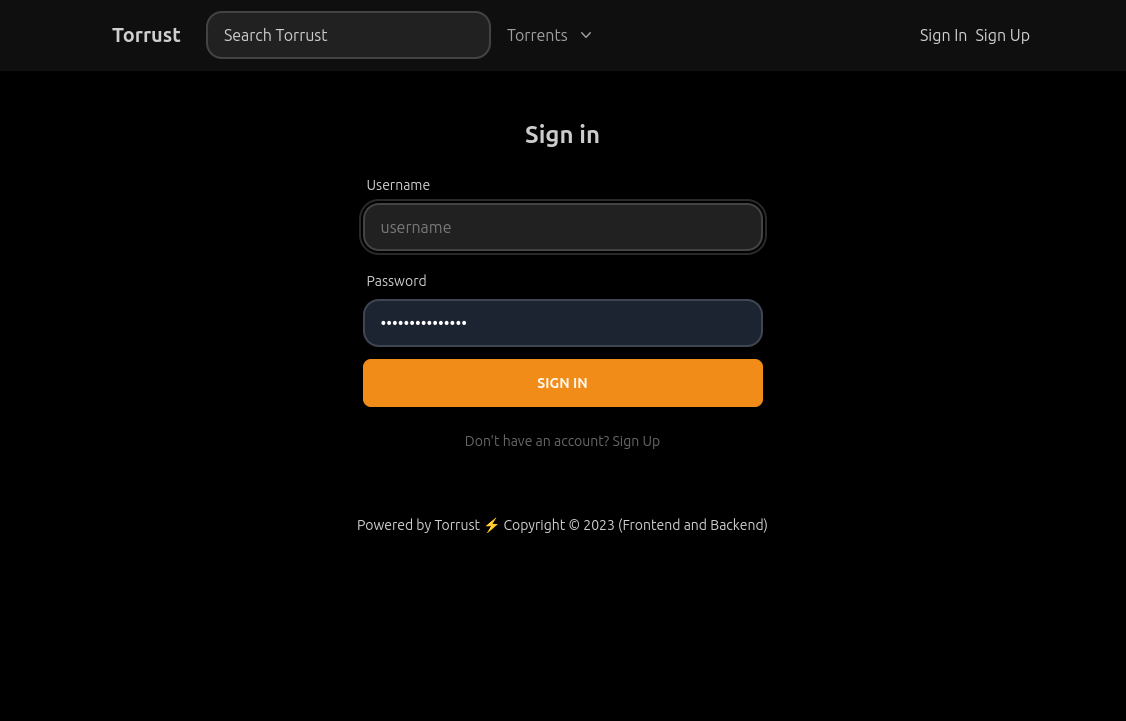 Torrust Search Torrust Torrents Sign In Sign Up
Sign in
Username
username
Password
•••••••••••••••
SIGN IN
Don't have an account? Sign Up
Powered by Torrust ⚡ Copyright © 2023 (Frontend and Backend)